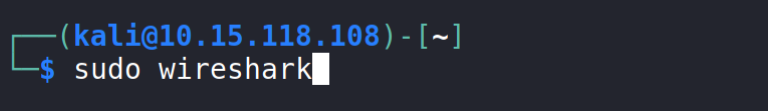 ┌──(kali@10.15.118.108)-[~]
└─$ sudo wireshark